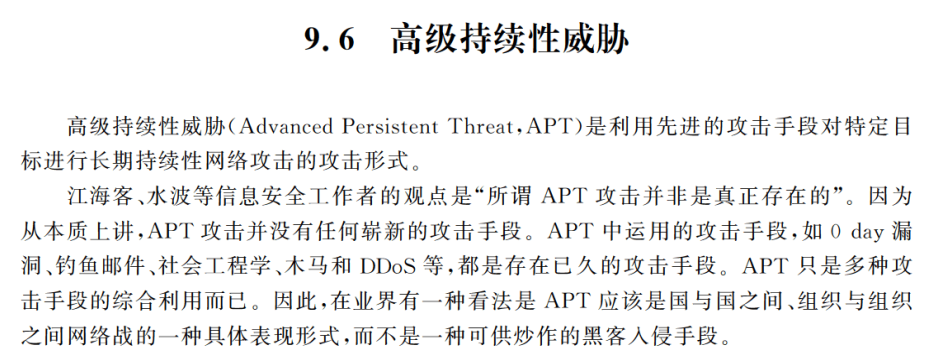 9.6 高级持续性威胁
高级持续性威胁(Advanced Persistent Threat,APT)是利用先进的攻击手段对特定目
标进行长期持续性网络攻击的攻击形式。
江海客、水波等信息安全工作者的观点是“所谓 APT 攻击并非是真正存在的”。因为
从本质上讲,APT 攻击并没有任何崭新的攻击手段。APT 中运用的攻击手段,如 0 day 漏
洞、钓鱼邮件、社会工程学、木马和 DDoS 等,都是存在已久的攻击手段。APT 只是多种攻
击手段的综合利用而已。因此,在业界有一种看法是 APT 应该是国与国之间、组织与组织
之间网络战的一种具体表现形式,而不是一种可供炒作的黑客入侵手段。